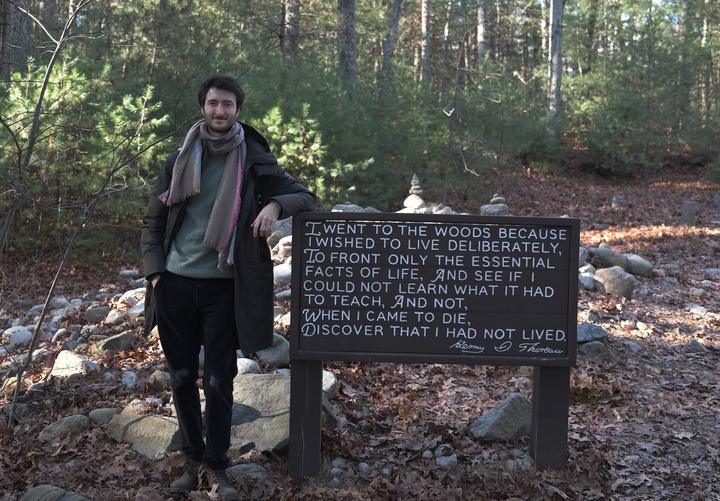 I WENT TO THE WOODS BECAUSE
I WISHED TO LIVE DELIBERATELY,
TO FRONT ONLY THE ESSENTIAL
FACTS OF LIFE, AND SEE IF I
COULD NOT LEARN WHAT IT HAD
TO TEACH, AND NOT,
WHEN I CAME TO DIE
DISCOVER THAT I HAD NOT LIVED.
Henry D Thoreau